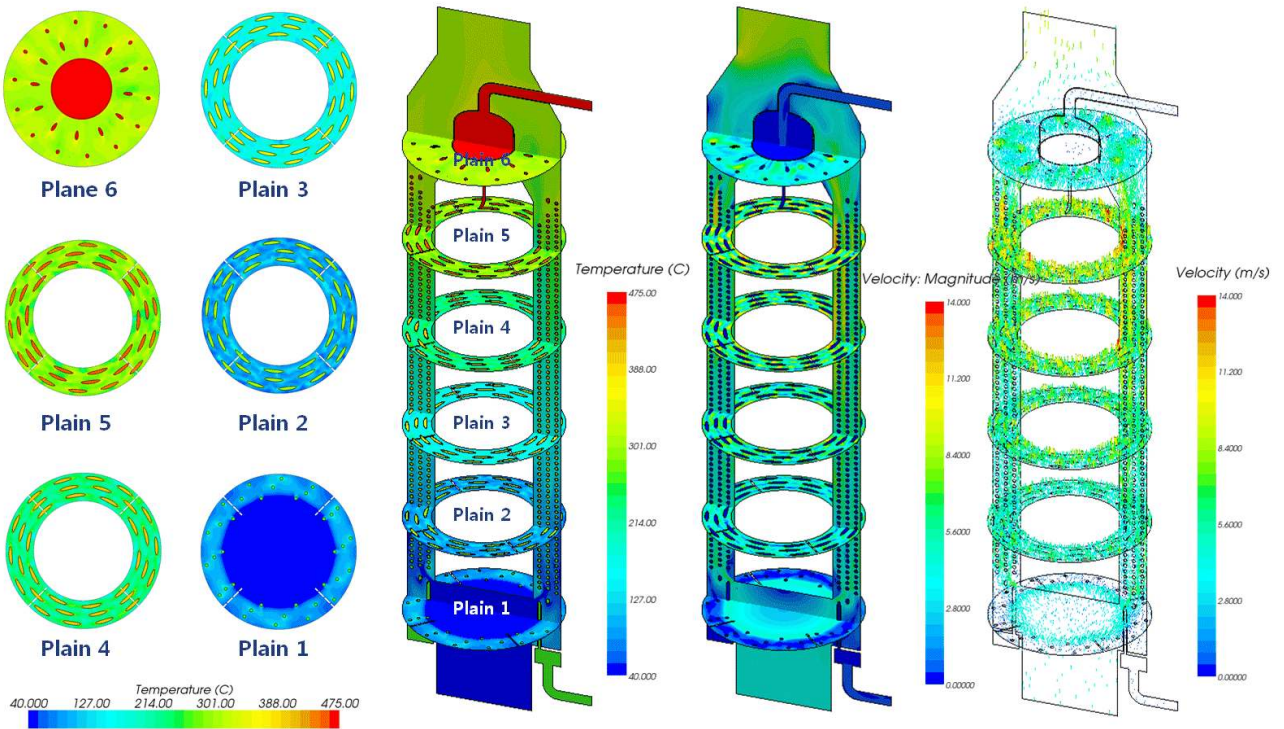 Plane 6
Plain 3
Plain 5
Plain 2
Plain 4
Plain 1
Temperature (C)
40.000 127.00 214.00 301.00 388.00 475.00
Plain 6
Plain 5
Plain 4
Plain 3
Plain 2
Plain 1
Temperature (C)
475.00
388.00
301.00
214.00
127.00
40.000
Velocity: Magnitude (m/s)
14.000
11.200
8.4000
5.6000
2.8000
0.00000
Velocity (m/s)
14.000
11.200
8.4000
5.6000
2.8000
0.00000